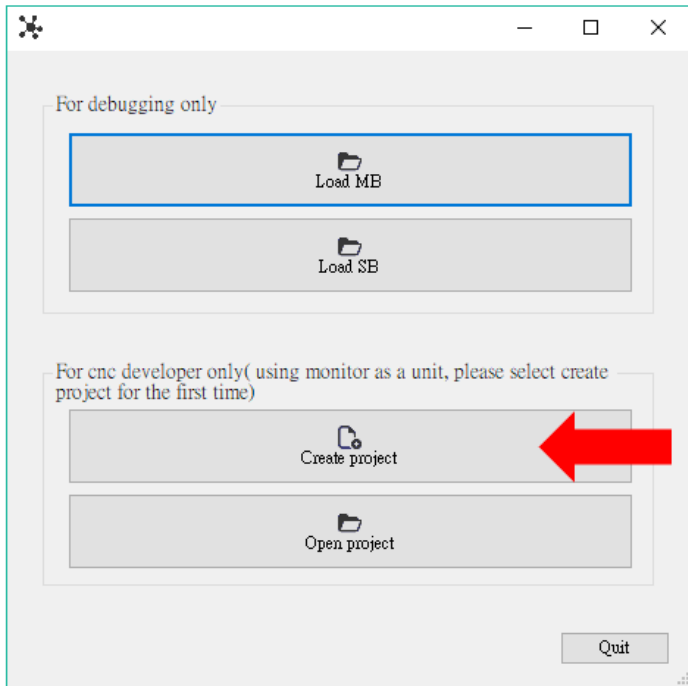 For debugging only
Load MB
Load SB
For cnc developer only( using monitor as a unit, please select create
project for the first time)
Create project
Open project
Quit